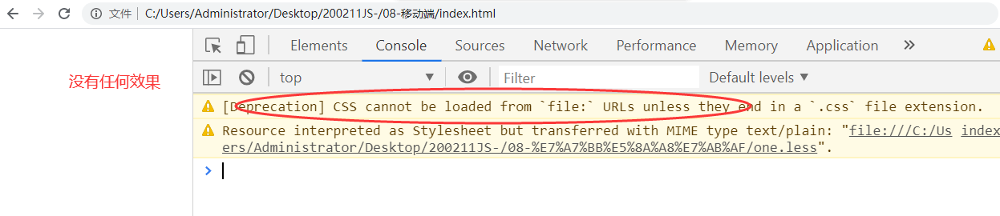 文件 C:/Users/Administrator/Desktop/200211JS-/08-移动端/index.html
Elements Console Sources Network Performance Memory Application
top Filter Default levels ▼
没有任何效果
[Deprecation] CSS cannot be loaded from `file:` URLs unless they end in a `.css` file extension.
Resource interpreted as Stylesheet but transferred with MIME type text/plain: "file:///C:/Us index
ers/Administrator/Desktop/200211JS-/08-%E7%A7%BB%E5%8A%A8%E7%AB%AF/one.less".